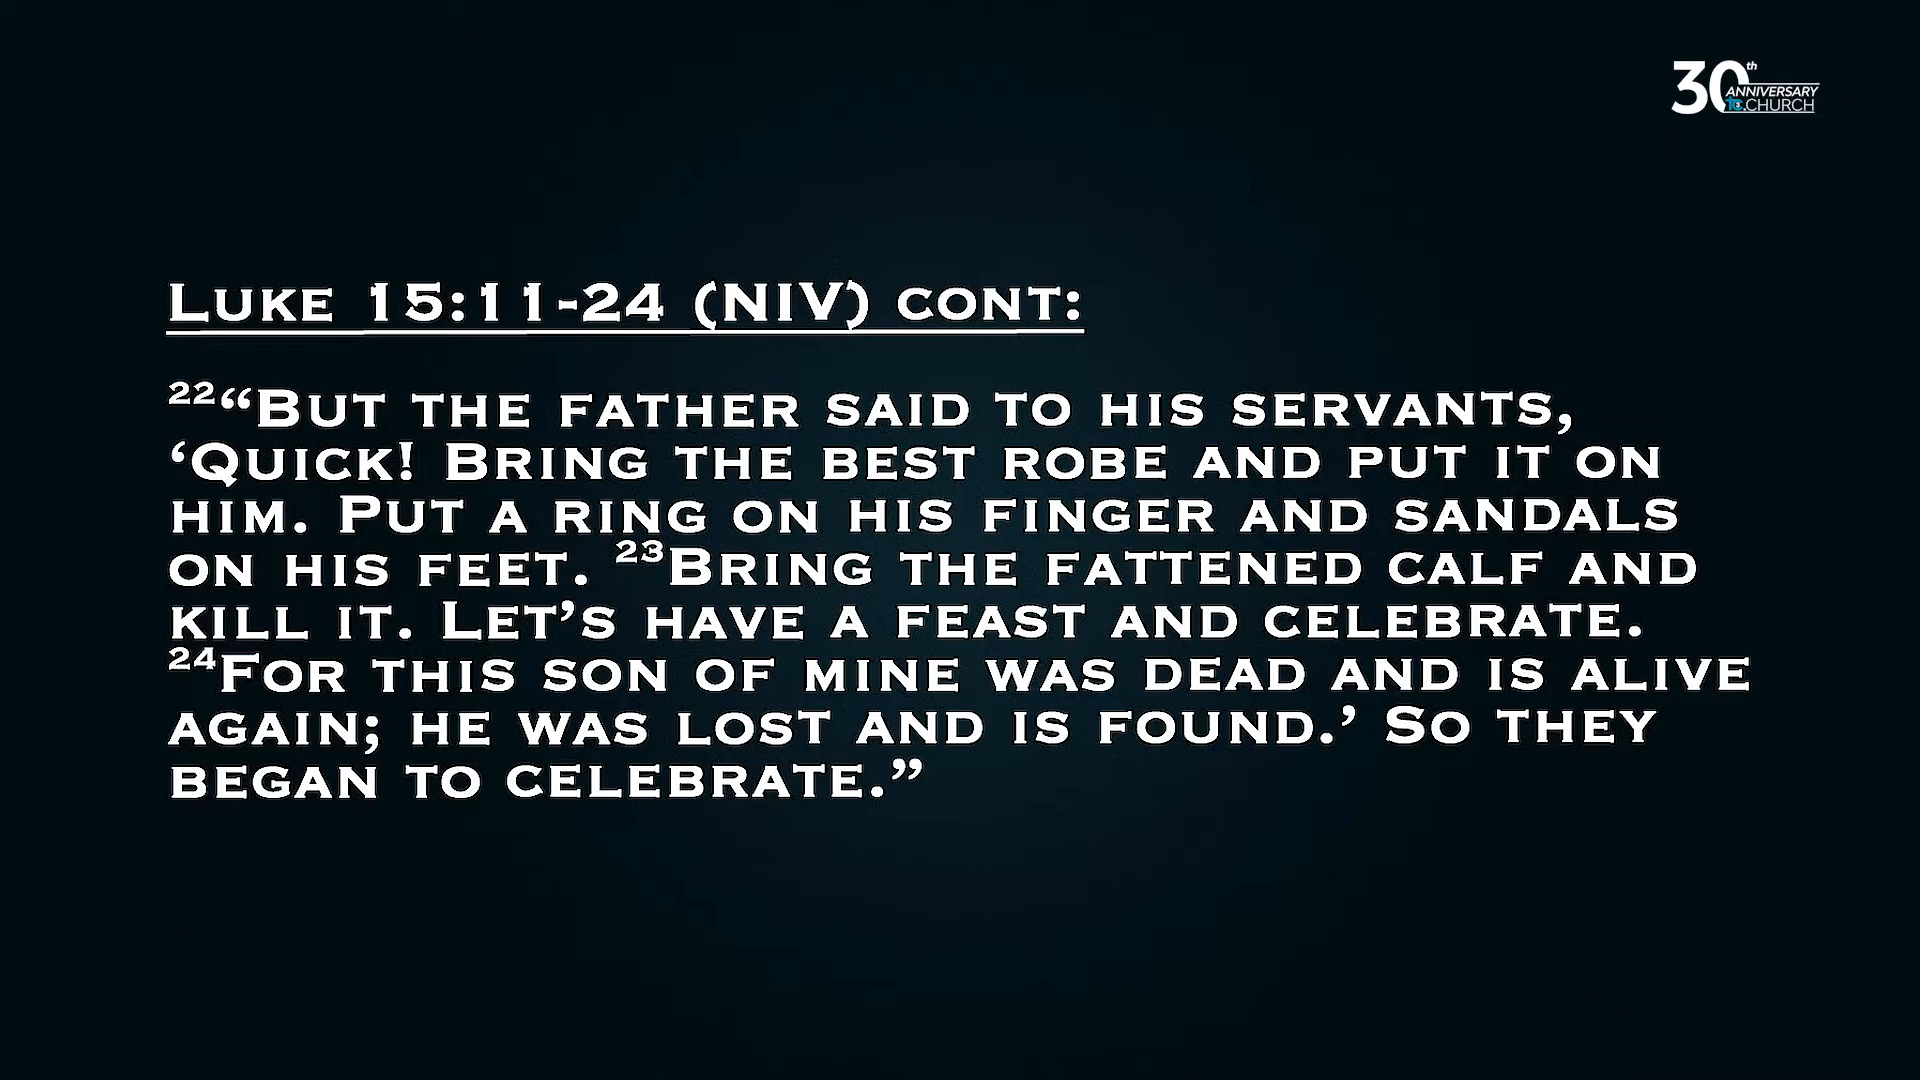 30th
ANNIVERSARY
.CHURCH
Luke 15:11-24 (NIV) cont:
22“But the father said to his servants,
‘Quick! Bring the best robe and put it on
him. Put a ring on his finger and sandals
on his feet. 23Bring the fattened calf and
kill it. Let’s have a feast and celebrate.
24For this son of mine was dead and is alive
again; he was lost and is found.’ So they
began to celebrate.”